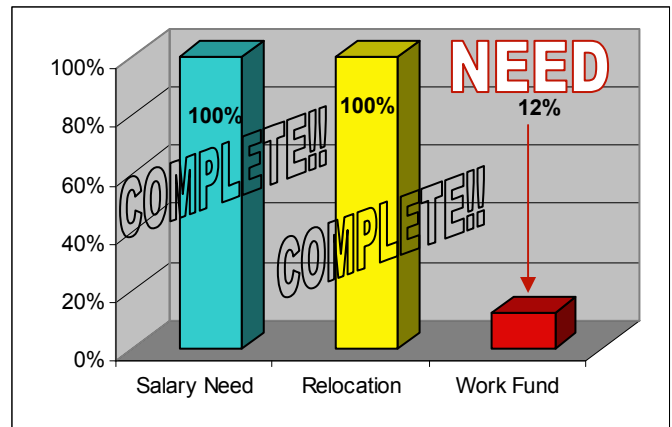 NEED
100%
80%
60%
40%
20%
0%
100%
100%
12%
COMPLETE!!
COMPLETE!!
Salary Need
Relocation
Work Fund